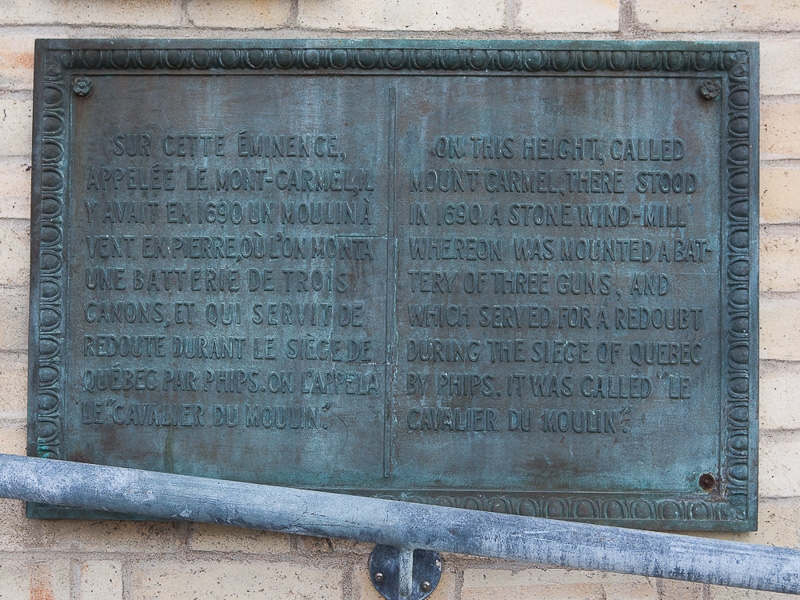 SUR CETTE ÉMINENCE,
APPELÉE "LE MONT-CARMEL", IL
Y AVAIT EN 1690 UN MOULIN À
VENT EN PIERRE, OÙ L'ON MONTA
UNE BATTERIE DE TROIS
CANONS, ET QUI SERVIT DE
REDOUTE DURANT LE SIÈGE DE
QUÉBEC PAR PHIPS. ON L'APPELA
LE "CAVALIER DU MOULIN".
ON THIS HEIGHT, CALLED
MOUNT CARMEL, THERE STOOD
IN 1690 A STONE WIND-MILL
WHEREON WAS MOUNTED A BAT-
TERY OF THREE GUNS, AND
WHICH SERVED FOR A REDOUBT
DURING THE SIEGE OF QUEBEC
BY PHIPS. IT WAS CALLED "LE
CAVALIER DU MOULIN".